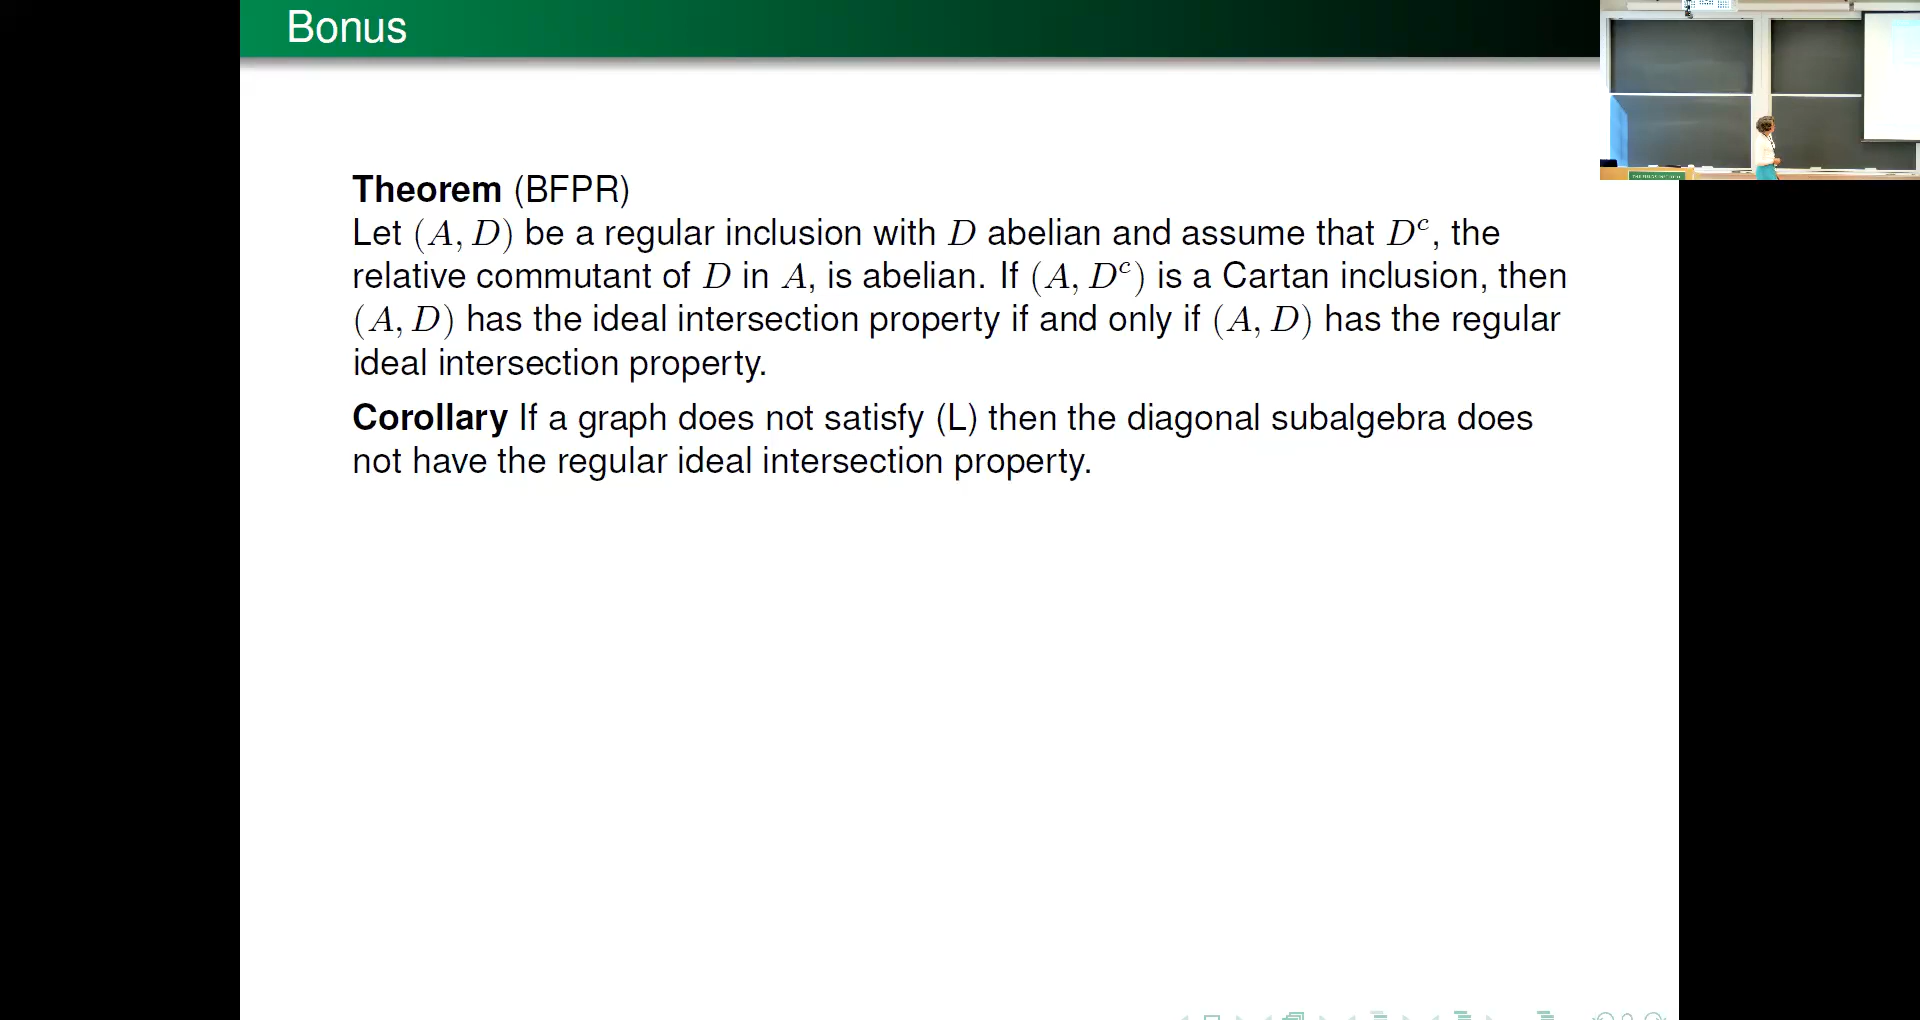 Bonus
Theorem (BFPR)
Let (A, D) be a regular inclusion with D abelian and assume that Dᶜ, the
relative commutant of D in A, is abelian. If (A, Dᶜ) is a Cartan inclusion, then
(A, D) has the ideal intersection property if and only if (A, D) has the regular
ideal intersection property.
Corollary If a graph does not satisfy (L) then the diagonal subalgebra does
not have the regular ideal intersection property.